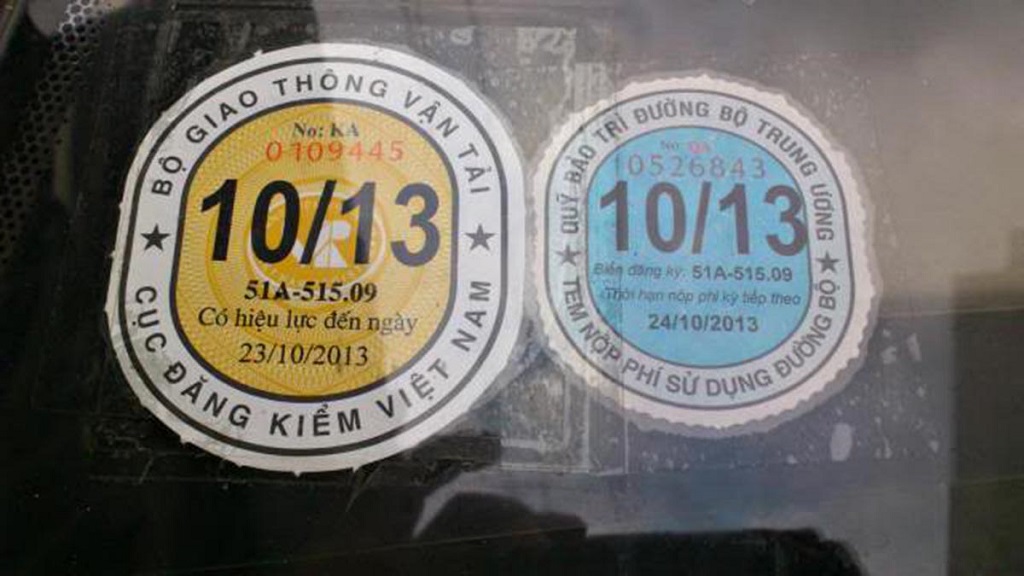 BỘ GIAO THÔNG VẬN TẢI
No: KA
0109445
10/13
51A-515.09
Có hiệu lực đến ngày
23/10/2013
CỤC ĐĂNG KIỂM VIỆT NAM
QUỸ BẢO TRÌ ĐƯỜNG BỘ TRUNG ƯƠNG
No: QA
10526843
10/13
Biển đăng ký: 51A-515.09
Thời hạn nộp phí kỳ tiếp theo
24/10/2013
TEM NỘP PHÍ SỬ DỤNG ĐƯỜNG BỘ